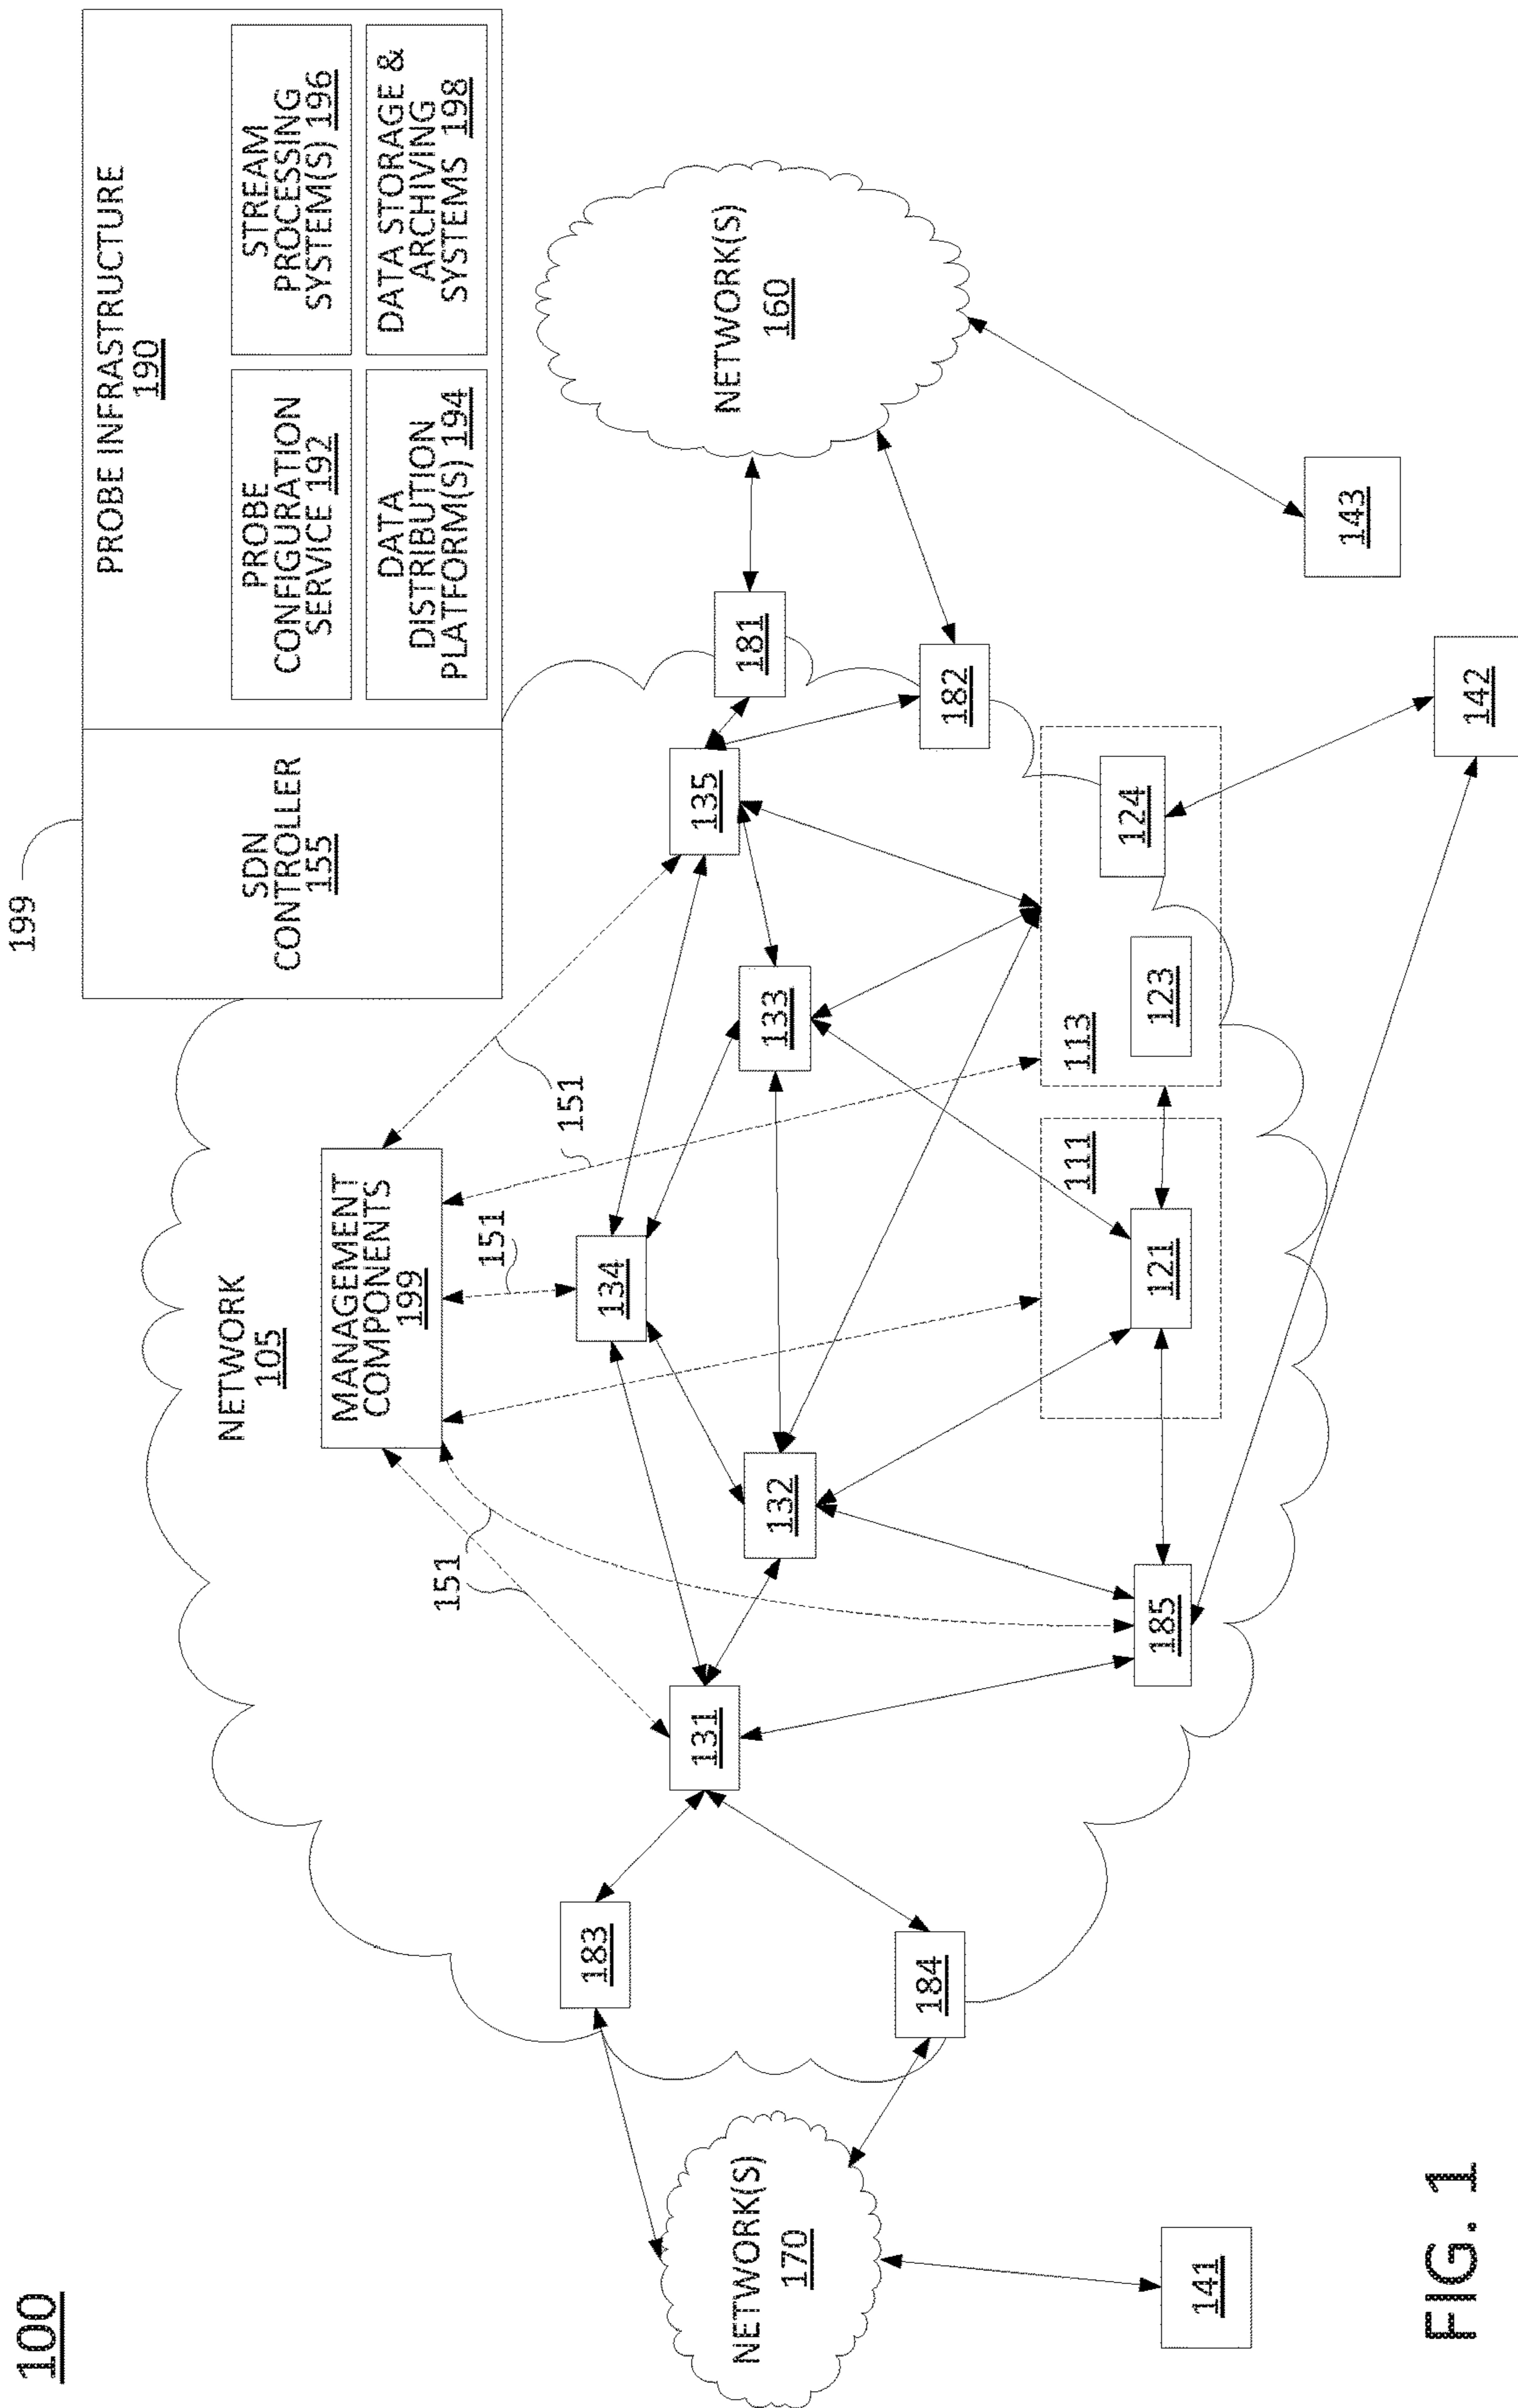 100
199
SDN
CONTROLLER
155
PROBE INFRASTRUCTURE
190
PROBE
CONFIGURATION
SERVICE 192
STREAM
PROCESSING
SYSTEM(S) 196
DATA
DISTRIBUTION
PLATFORM(S) 194
DATA STORAGE &
ARCHIVING
SYSTEMS 198
NETWORK
105
MANAGEMENT
COMPONENTS
199
151
151
151
NETWORK(S)
170
NETWORK(S)
160
183
184
131
134
132
133
135
181
182
185
111
121
113
123
124
141
142
143
FIG. 1